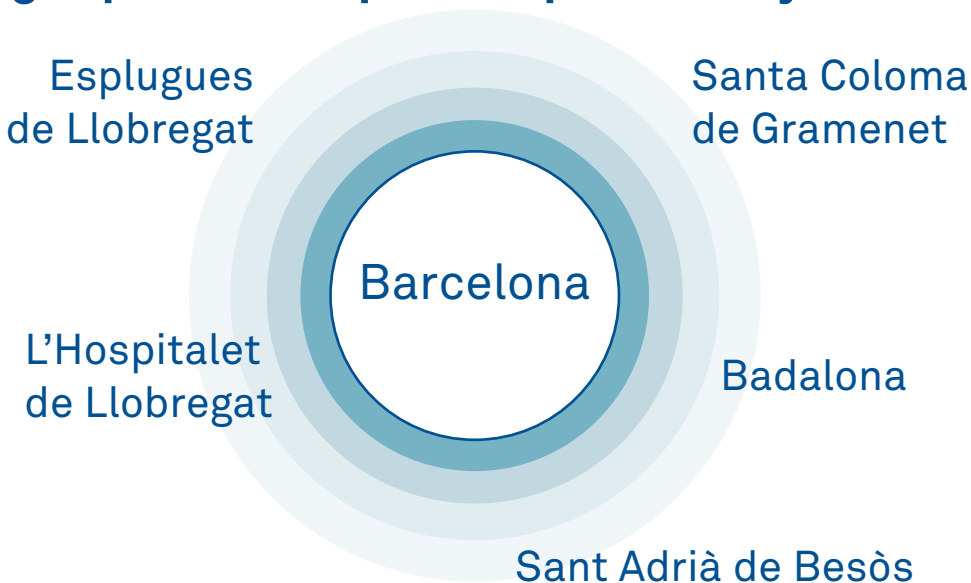 Esplugues
de Llobregat
Santa Coloma
de Gramenet
Barcelona
L’Hospitalet
de Llobregat
Badalona
Sant Adrià de Besòs